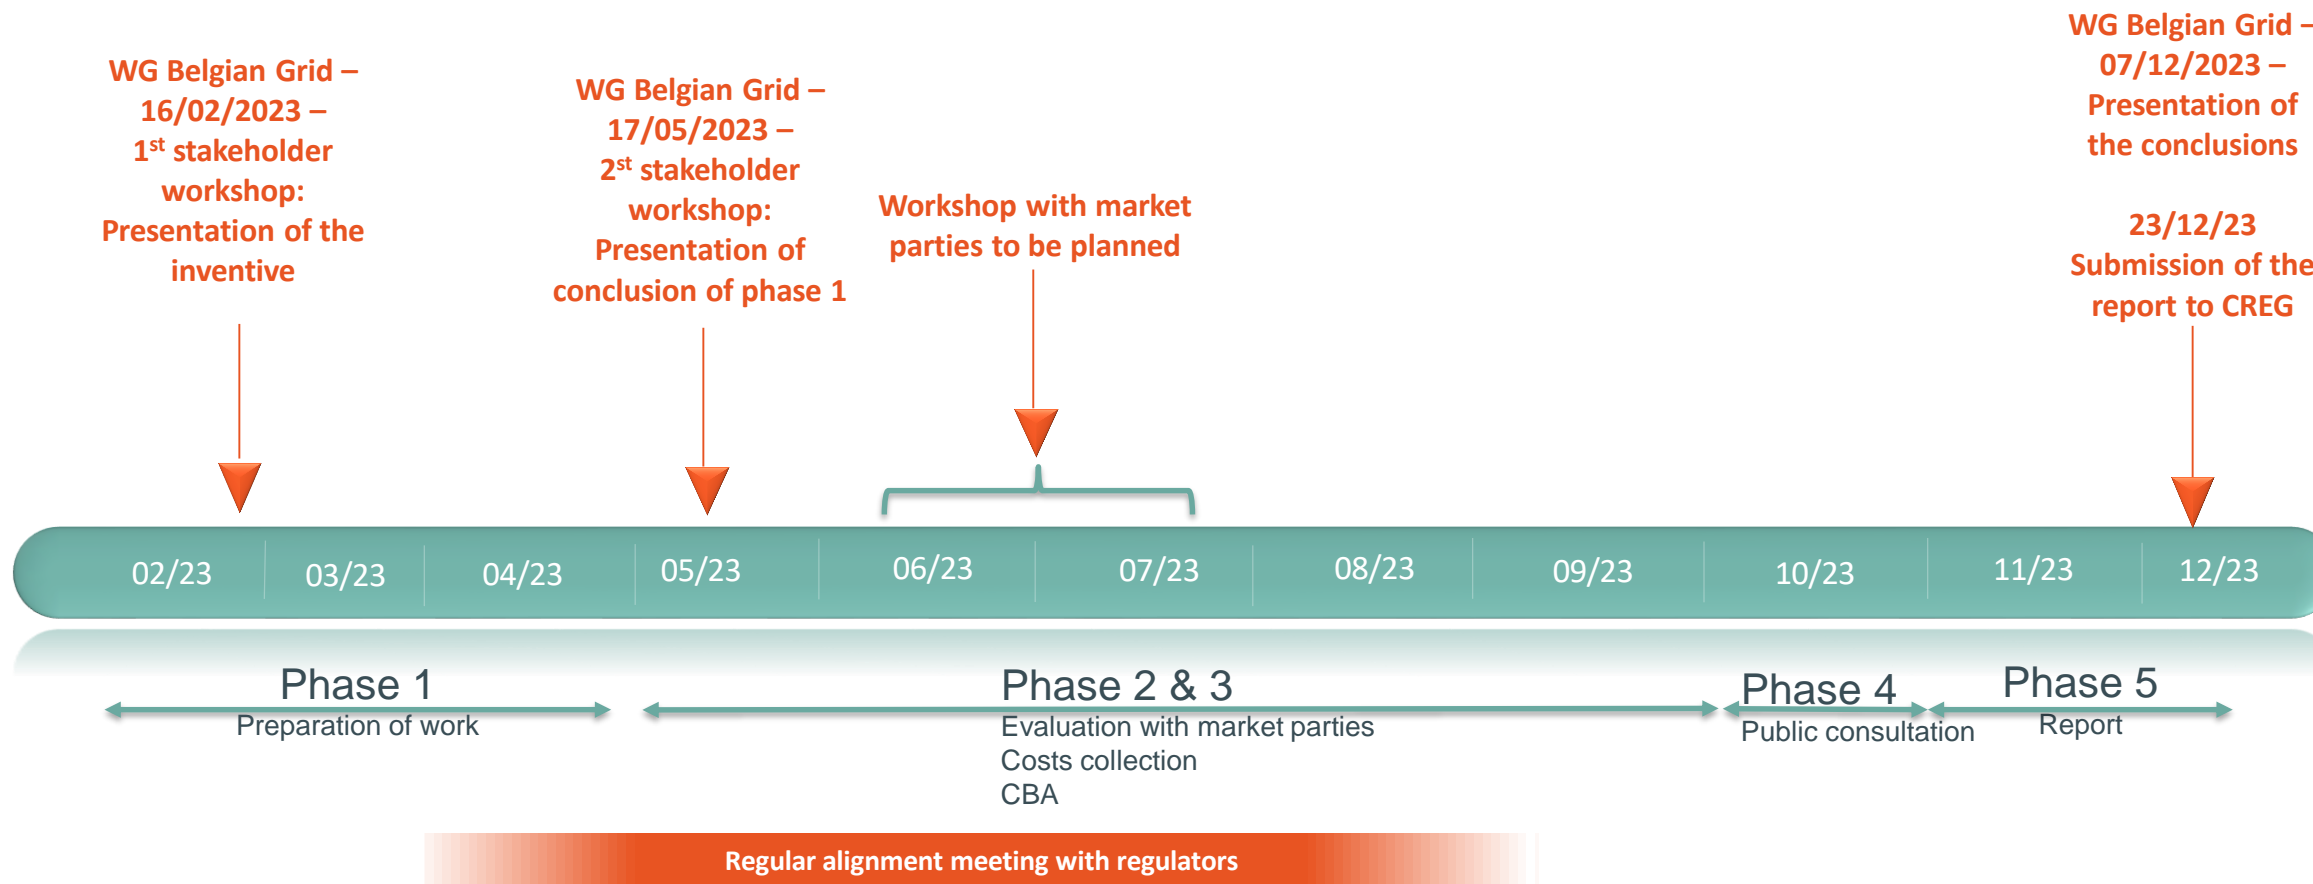 WG Belgian Grid –
16/02/2023 –
1st stakeholder
workshop:
Presentation of the
inventive
WG Belgian Grid –
17/05/2023 –
2st stakeholder
workshop:
Presentation of
conclusion of phase 1
Workshop with market
parties to be planned
WG Belgian Grid –
07/12/2023 –
Presentation of
the conclusions
23/12/23
Submission of the
report to CREG
02/23
03/23
04/23
05/23
06/23
07/23
08/23
09/23
10/23
11/23
12/23
Phase 1
Preparation of work
Phase 2 & 3
Evaluation with market parties
Costs collection
CBA
Phase 4
Public consultation
Phase 5
Report
Regular alignment meeting with regulators